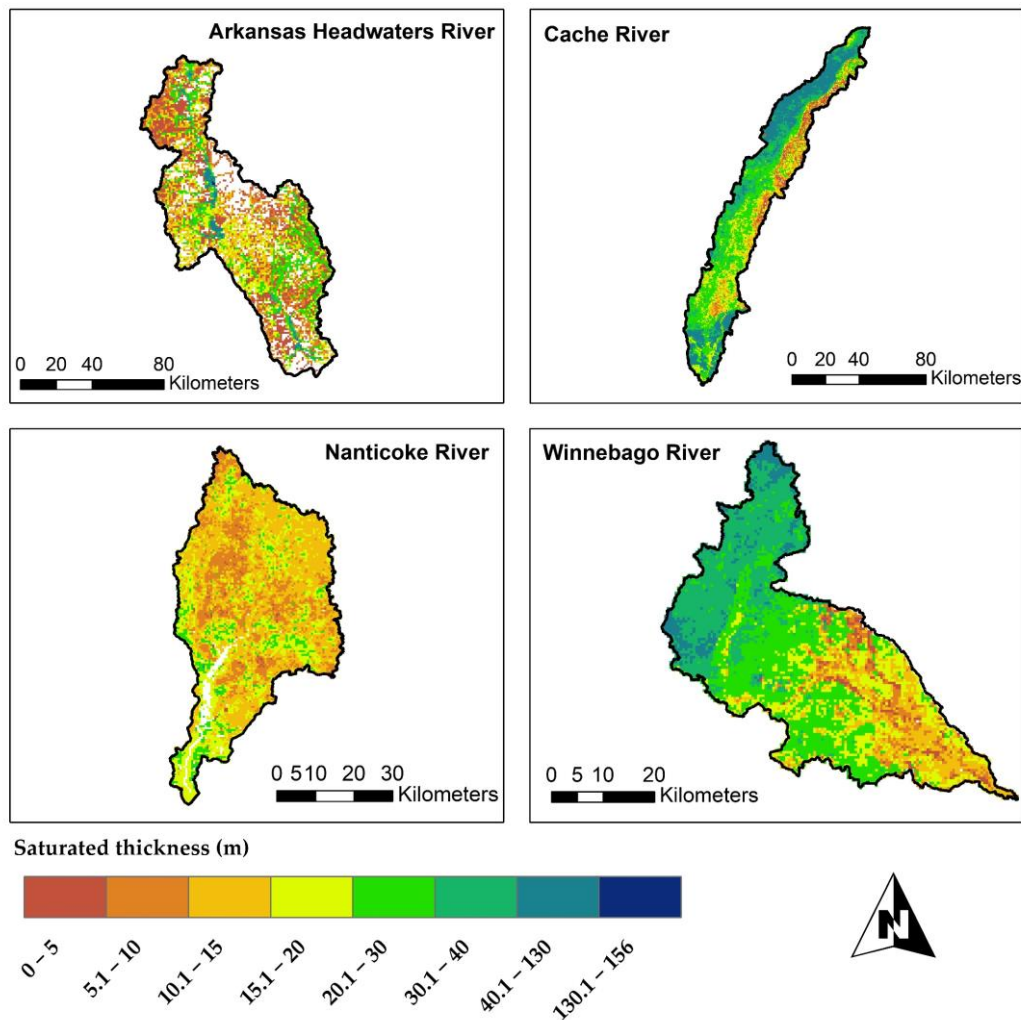 Arkansas Headwaters River
0 20 40 80
Kilometers
Cache River
0 20 40 80
Kilometers
Nanticoke River
0 5 10 20 30
Kilometers
Winnebago River
0 5 10 20
Kilometers
Saturated thickness (m)
0 – 5
5.1 – 10
10.1 – 15
15.1 – 20
20.1 – 30
30.1 – 40
40.1 – 130
130.1 – 156
N